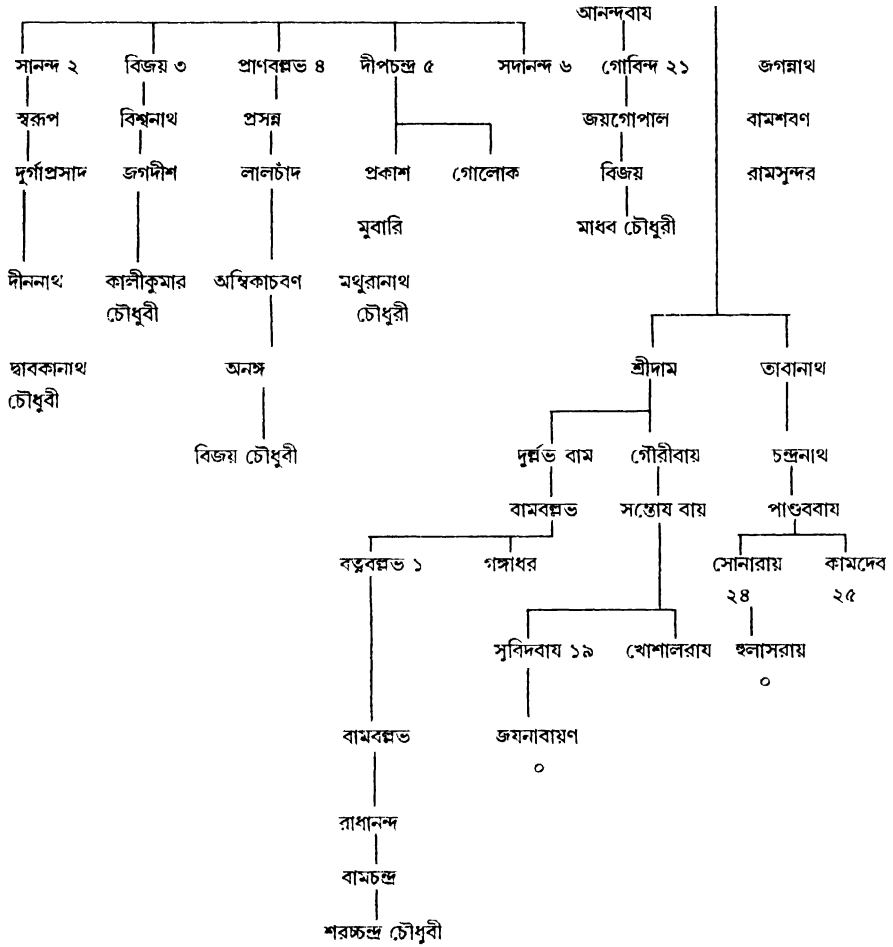 আনন্দবায
সানন্দ ২ বিজয় ৩ প্রাণবল্লভ ৪ দীপচন্দ্র ৫ সদানন্দ ৬ গোবিন্দ ২১ জগন্নাথ
স্বরূপ বিশ্বনাথ প্রসন্ন জয়গোপাল বামশবণ
দুর্গাপ্রসাদ জগদীশ লালচাঁদ প্রকাশ গোলোক বিজয় রামসুন্দর
মুবারি মাধব চৌধুরী
দীননাথ কালীকুমার অম্বিকাচবণ মথুরানাথ
চৌধুবী চৌধুরী
দ্বাবকানাথ অনঙ্গ শ্রীদাম তাবানাথ
চৌধুবী
বিজয় চৌধুবী দুর্ল্লভ বাম গৌরীবায় চন্দ্রনাথ
বামবল্লভ সন্তোয বায় পাণ্ডববায
বত্নবল্লভ ১ গঙ্গাধর সোনারায় কামদেব
২৪ ২৫
সুবিদবায ১৯ খোশালরায হুলাসরায়
০
বামবল্লভ জযনাবায়ণ
০
রাধানন্দ
বামচন্দ্র
শরচ্চন্দ্র চৌধুবী